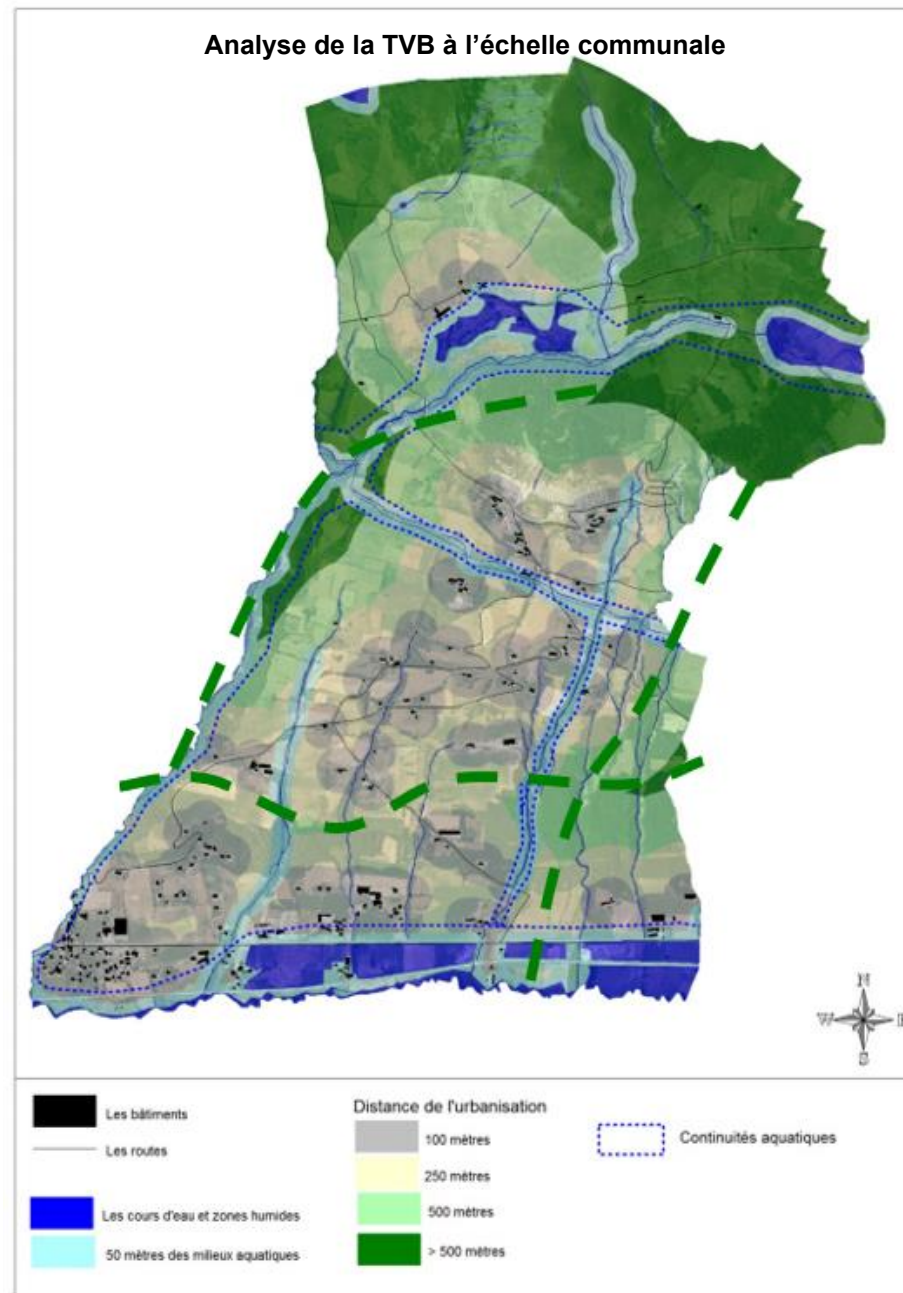 Analyse de la TVB à l'échelle communale
N
W E
S
Les bâtiments
Les routes
Les cours d'eau et zones humides
50 mètres des milieux aquatiques
Distance de l'urbanisation
100 mètres
250 mètres
500 mètres
> 500 mètres
Continuités aquatiques